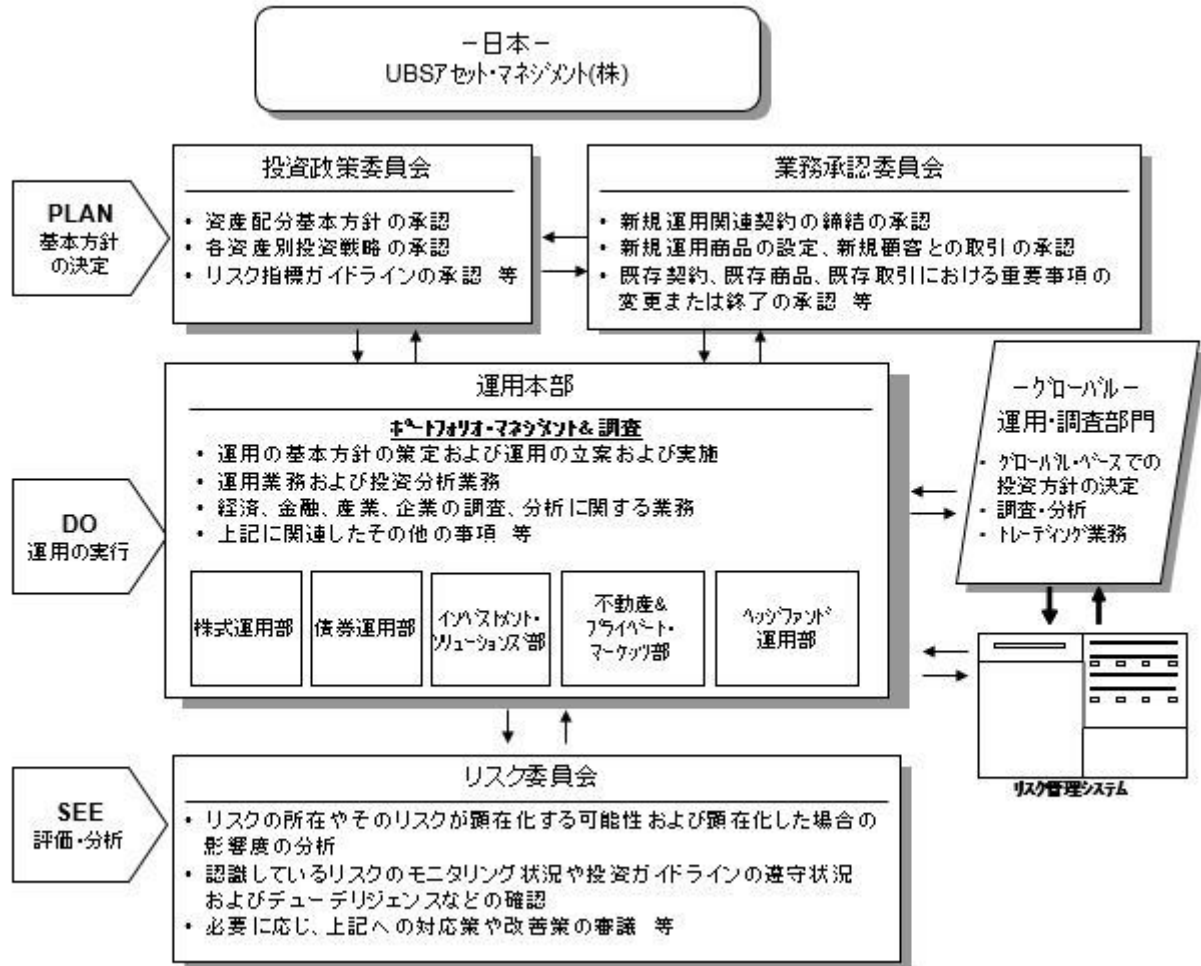 －日本－
UBSｱｾｯﾄ･ﾏﾈｼﾞﾒﾝﾄ(株)
PLAN
基本方針
の決定
投資政策委員会
・ 資産配分基本方針の承認
・ 各資産別投資戦略の承認
・ リスク指標ガイドラインの承認 等
業務承認委員会
・ 新規運用関連契約の締結の承認
・ 新規運用商品の設定、新規顧客との取引の承認
・ 既存契約、既存商品、既存取引における重要事項の
変更または終了の承認 等
DO
運用の実行
運用本部
ﾎﾟｰﾄﾌｫﾘｵ･ﾏﾈｼﾞﾒﾝﾄ&調査
・ 運用の基本方針の策定および運用の立案および実施
・ 運用業務および投資分析業務
・ 経済、金融、産業、企業の調査、分析に関する業務
・ 上記に関連したその他の事項 等
株式運用部
債券運用部
ｲﾝﾍﾞｽﾄﾒﾝﾄ･
ｿﾘｭｰｼｮﾝｽﾞ部
不動産&
ﾌﾟﾗｲﾍﾞｰﾄ･
ﾏｰｹｯﾂ部
ﾍｯｼﾞﾌｧﾝﾄﾞ
運用部
－ｸﾞﾛｰﾊﾞﾙ－
運用･調査部門
・ ｸﾞﾛｰﾊﾞﾙ･ﾍﾞｰｽでの
投資方針の決定
・ 調査･分析
・ ﾄﾚｰﾃﾞｨﾝｸﾞ業務
ﾘｽｸ管理ｼｽﾃﾑ
SEE
評価･分析
リスク委員会
・ リスクの所在やそのリスクが顕在化する可能性および顕在化した場合の
影響度の分析
・ 認識しているリスクのモニタリング状況や投資ガイドラインの遵守状況
およびデューデリジェンスなどの確認
・ 必要に応じ、上記への対応策や改善策の審議 等